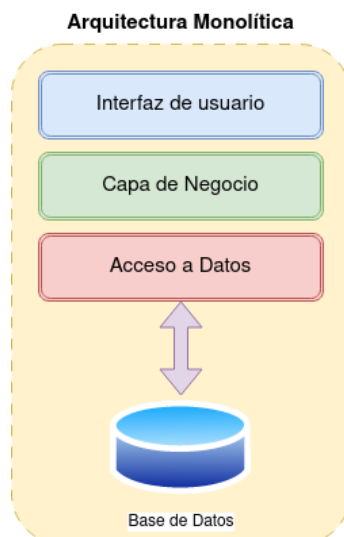 Arquitectura Monolítica
Interfaz de usuario
Capa de Negocio
Acceso a Datos
Base de Datos